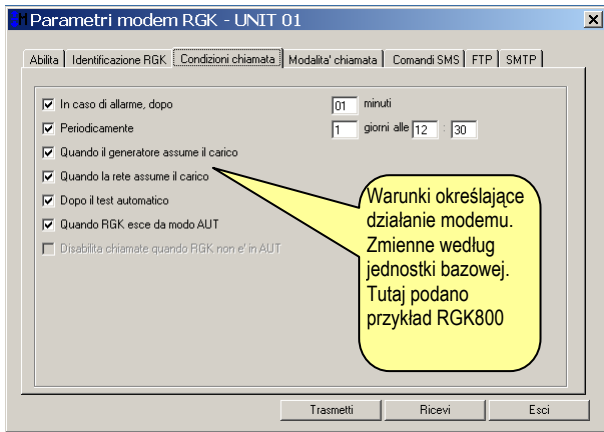 Parametri modem RGK - UNIT 01
Abilita Identificazione RGK Condizioni chiamata Modalita' chiamata Comandi SMS FTP SMTP
In caso di allarme, dopo 01 minuti
Periodicamente 1 giorni alle 12 : 30
Quando il generatore assume il carico
Quando la rete assume il carico
Dopo il test automatico
Quando RGK esce da modo AUT
Disabilita chiamate quando RGK non e' in AUT
Warunki określające
działanie modemu.
Zmienne według
jednostki bazowej.
Tutaj podano
przykład RGK800
Trasmetti Ricevi Esci